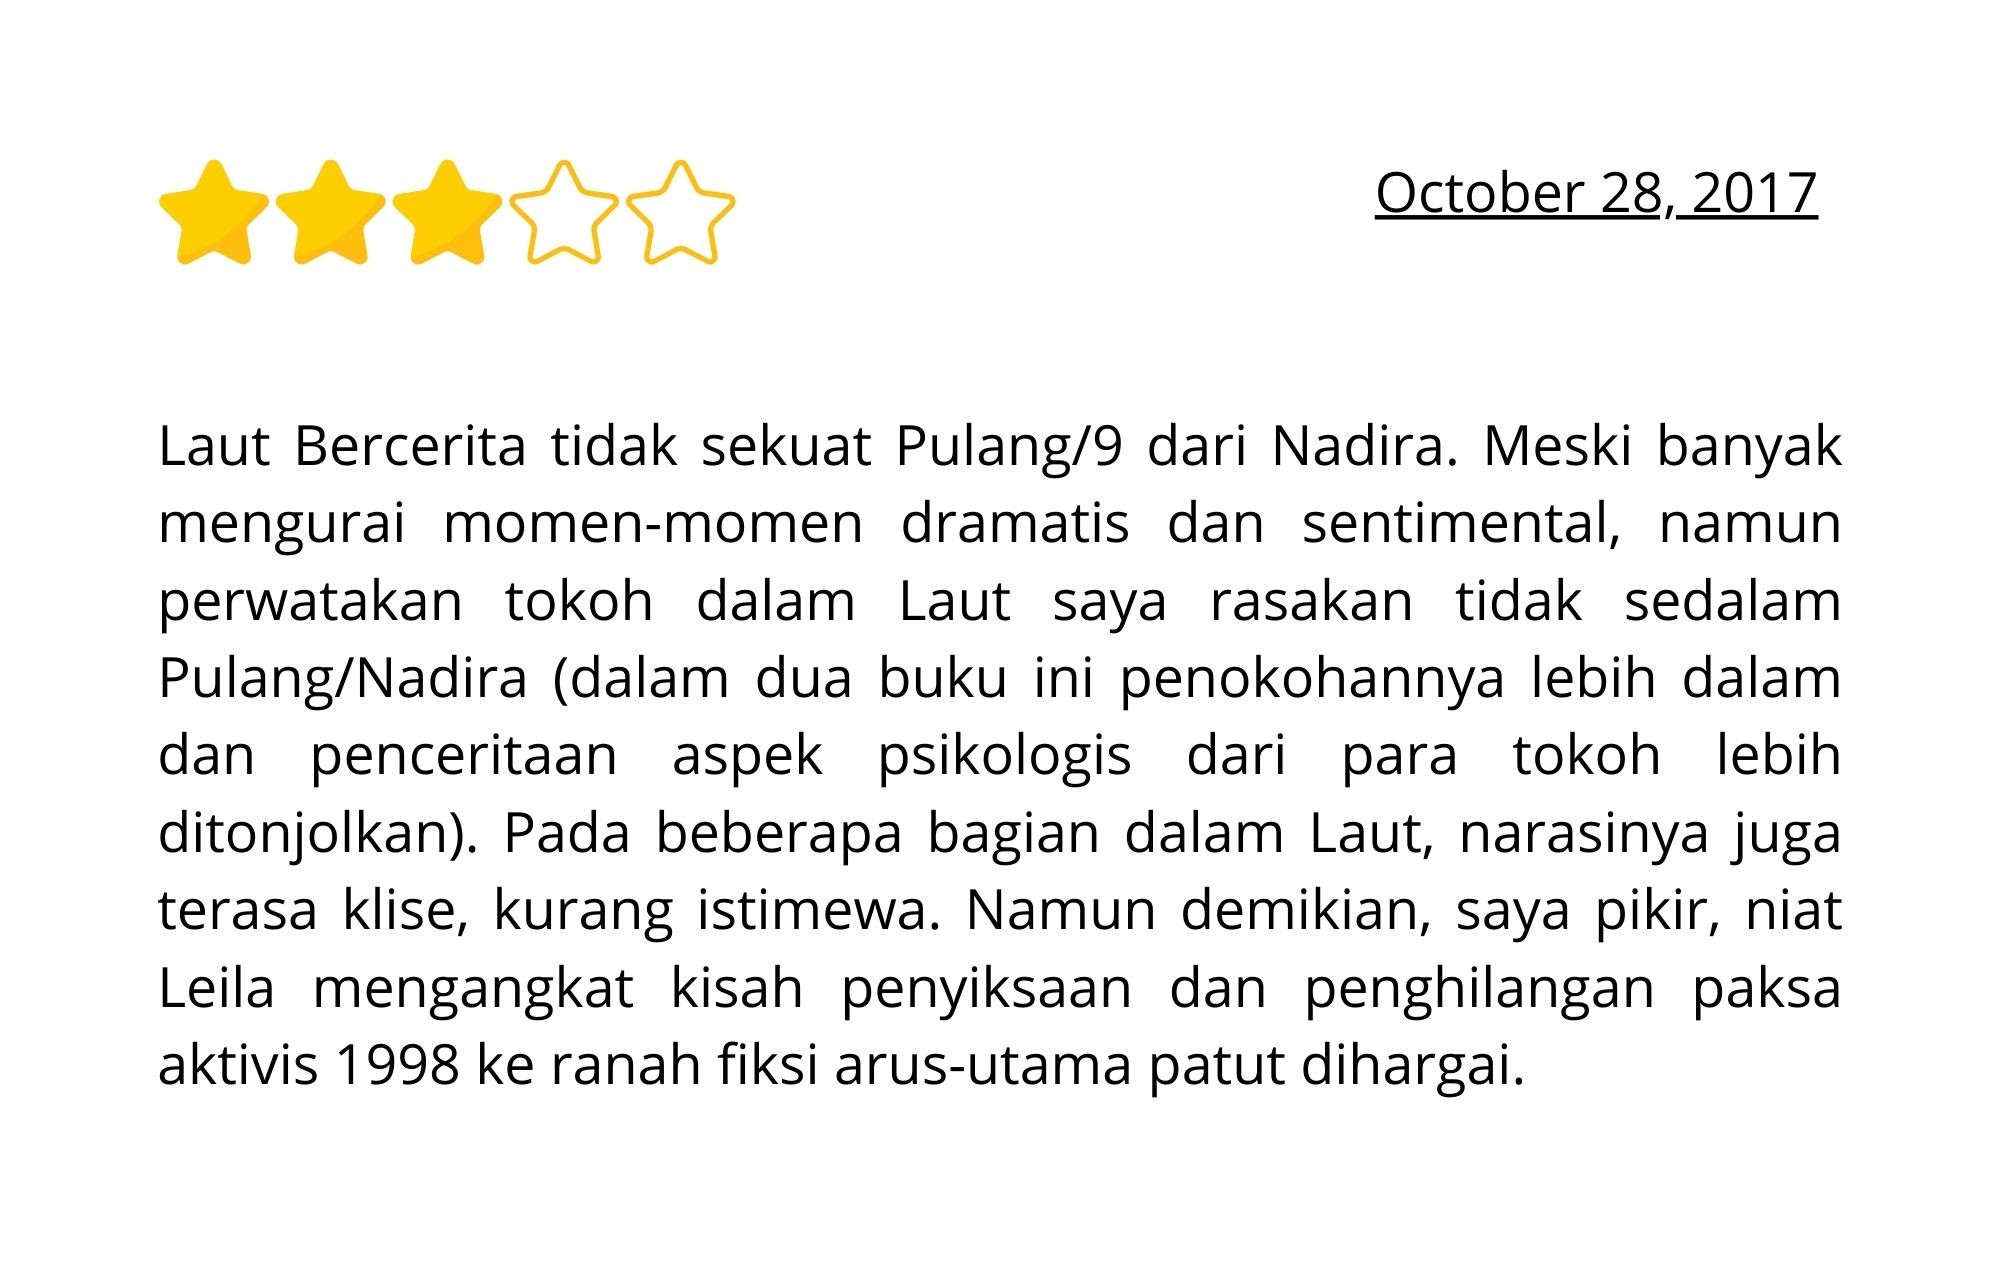 October 28, 2017
Laut Bercerita tidak sekuat Pulang/9 dari Nadira. Meski banyak
mengurai momen-momen dramatis dan sentimental, namun
perwatakan tokoh dalam Laut saya rasakan tidak sedalam
Pulang/Nadira (dalam dua buku ini penokohannya lebih dalam
dan penceritaan aspek psikologis dari para tokoh lebih
ditonjolkan). Pada beberapa bagian dalam Laut, narasinya juga
terasa klise, kurang istimewa. Namun demikian, saya pikir, niat
Leila mengangkat kisah penyiksaan dan penghilangan paksa
aktivis 1998 ke ranah fiksi arus-utama patut dihargai.